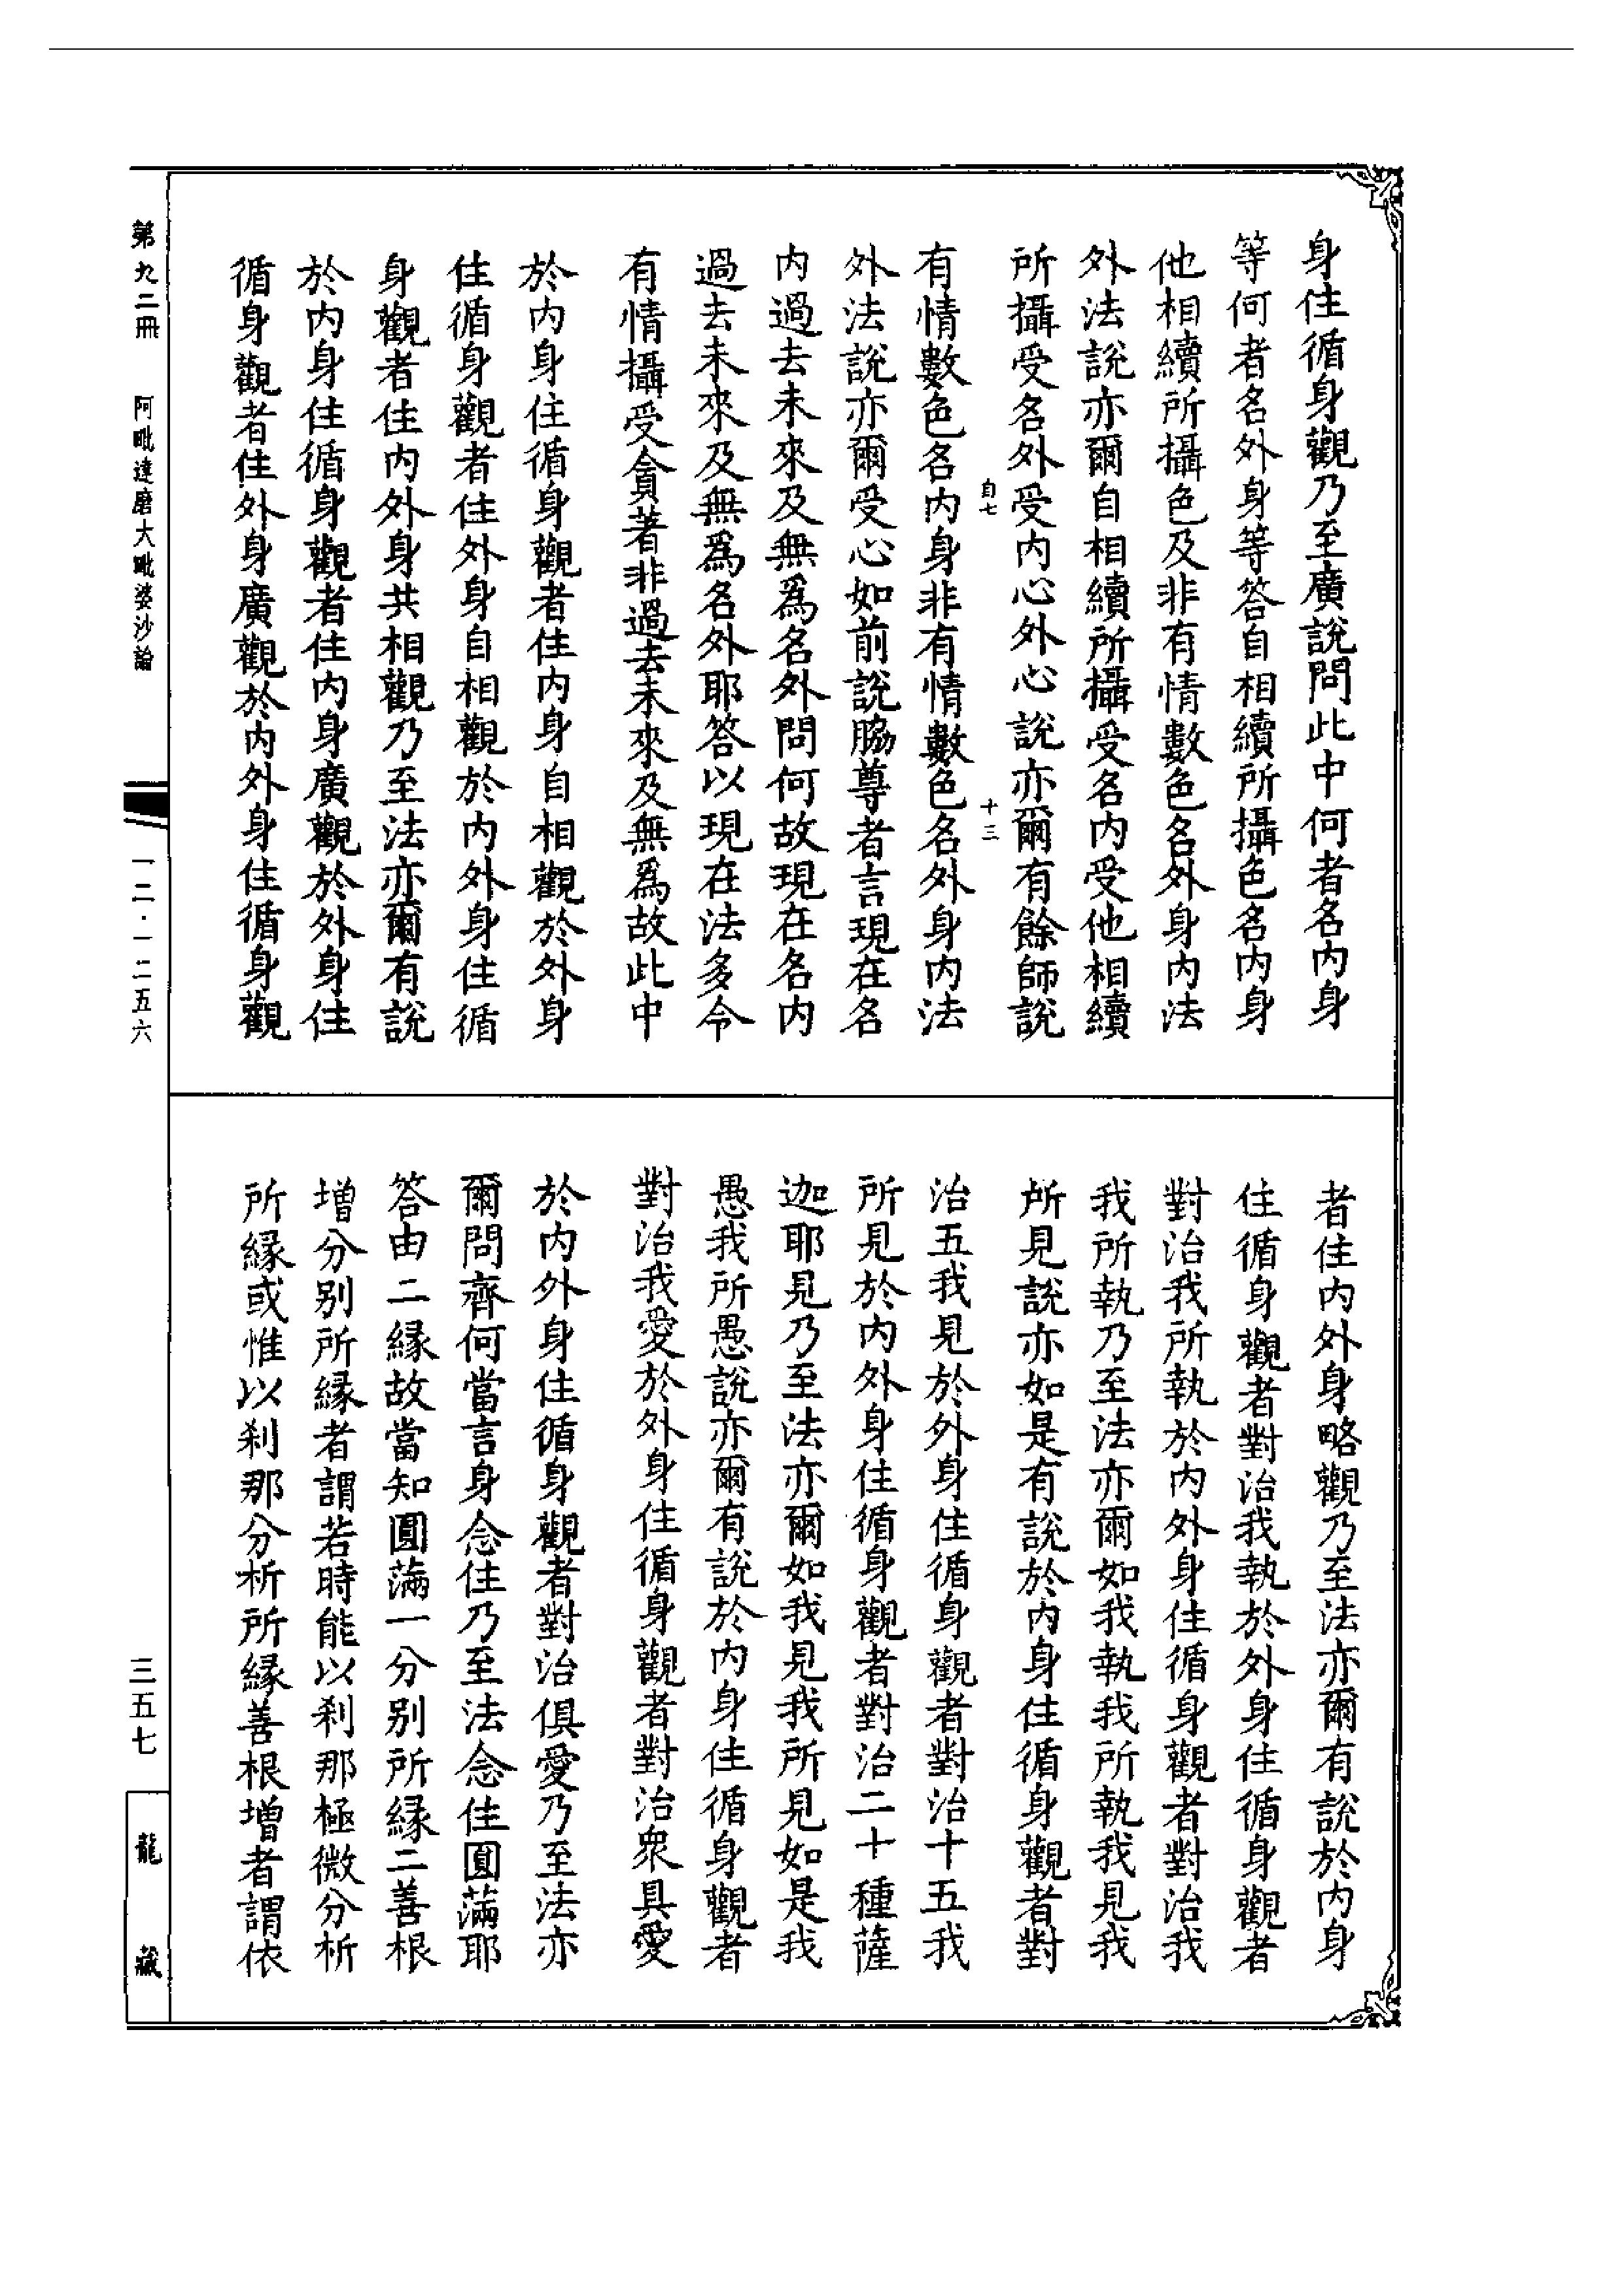 身住循身觀乃至廣說問此中何者名內身
等何者名外身等答自相續所攝色名內身
他相續所攝色及非有情數色名外身內法
外法說亦爾自相續所攝受名內受他相續
所攝受名外受內心外心說亦爾有餘師說
自七 十三
有情數色名內身非有情數色名外身內法
外法說亦爾受心如前說脇尊者言現在名
內過去未來及無為名外問何故現在名內
過去未來及無為名外耶答以現在法多令
有情攝受貪著非過去未來及無為故此中
於內身住循身觀者住內身自相觀於外身
住循身觀者住外身自相觀於內外身住循
身觀者住內外身共相觀乃至法亦爾有說
於內身住循身觀者住內身廣觀於外身住
循身觀者住外身廣觀於內外身住循身觀
者住內外身略觀乃至法亦爾有說於內身
住循身觀者對治我執於外身住循身觀者
對治我所執於內外身住循身觀者對治我
我所執乃至法亦爾如我執我所執我見我
所見說亦如是有說於內身住循身觀者對
治五我見於外身住循身觀者對治十五我
所見於內外身住循身觀者對治二十種薩
迦耶見乃至法亦爾如我見我所見如是我
愚我所愚說亦爾有說於內身住循身觀者
對治我愛於外身住循身觀者對治眾具愛
於內外身住循身觀者對治俱愛乃至法亦
爾問齊何當言身念住乃至法念住圓滿耶
答由二緣故當知圓滿一分別所緣二善根
增分別所緣者謂若時能以剎那極微分析
所緣或惟以剎那分析所緣善根增者謂依
第九二冊 阿毗達磨大毗婆沙論
一二·一二五六
三五七
龍藏